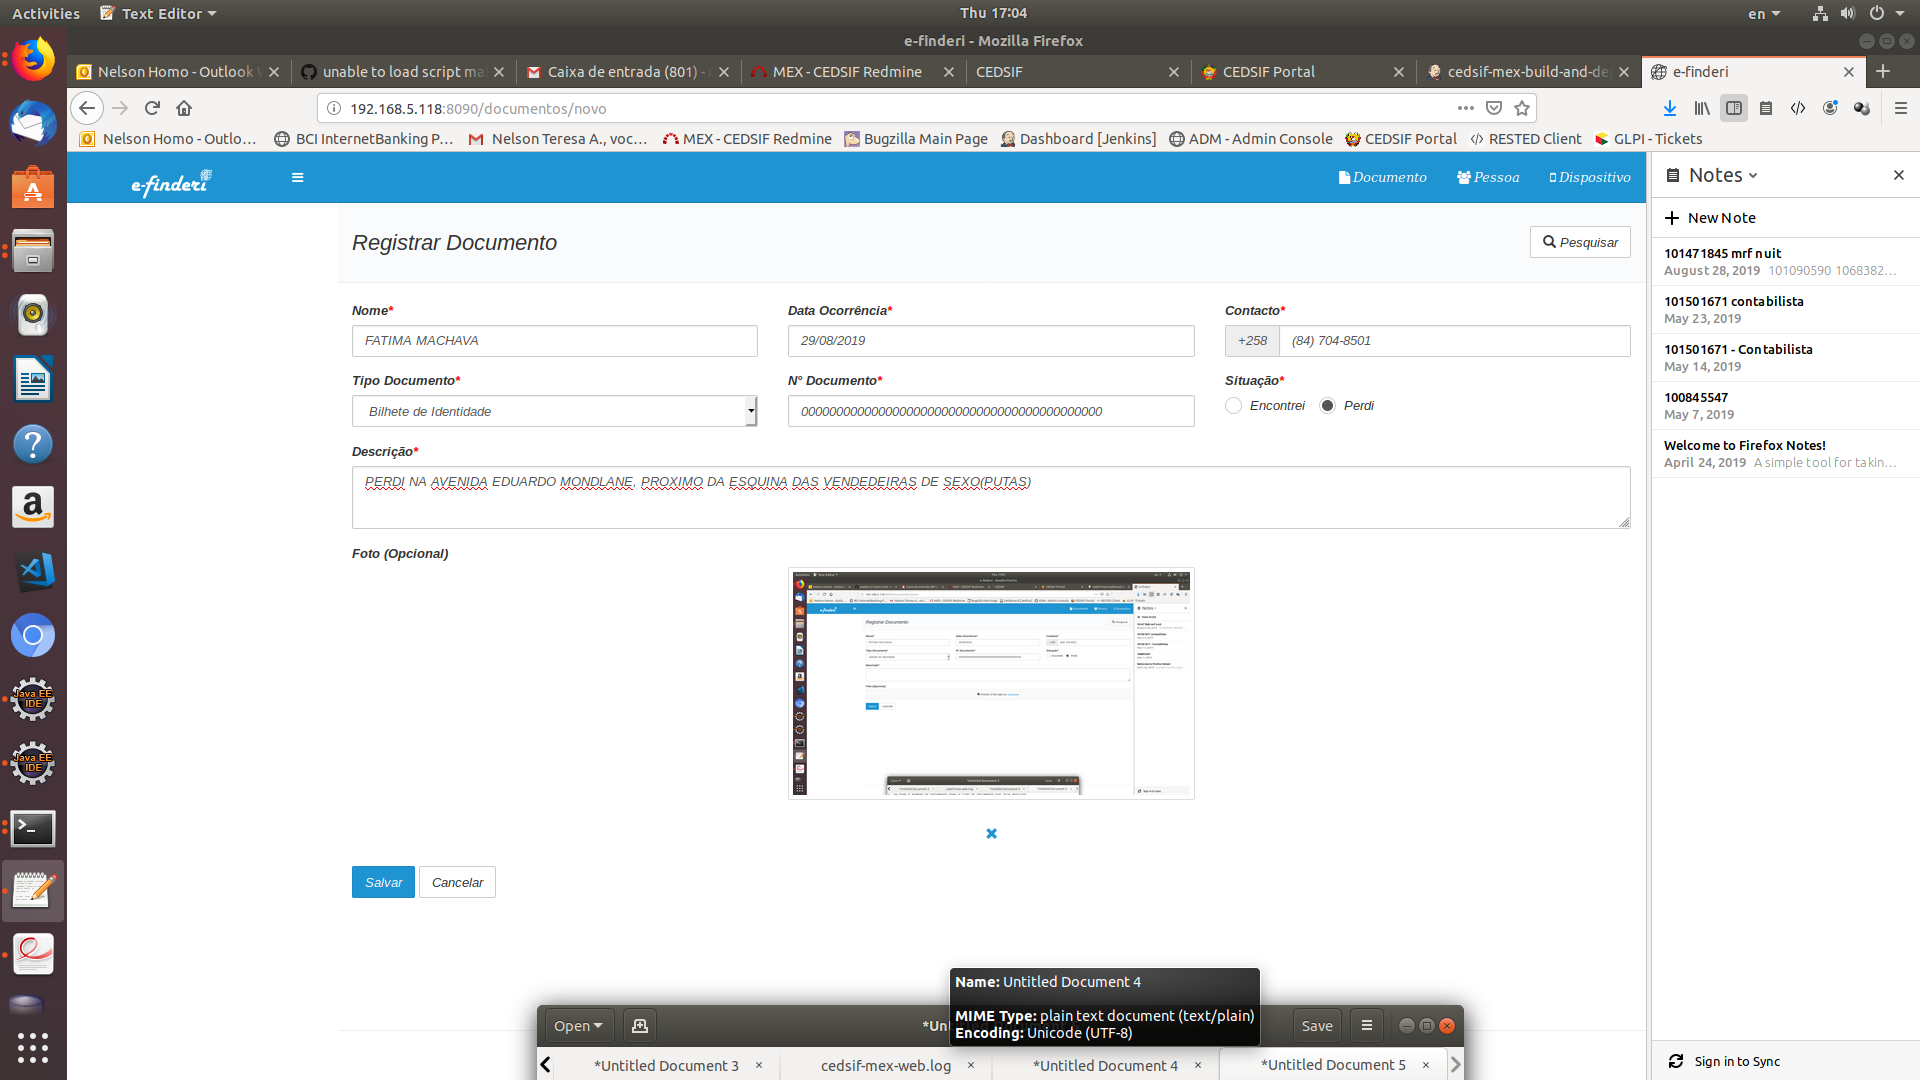 Activities
Text Editor
Thu 17:04
en
e-finderi - Mozilla Firefox
Nelson Homo - Outlook
unable to load script ma
Caixa de entrada (801) -
MEX - CEDSIF Redmine
CEDSIF
CEDSIF Portal
cedsif-mex-build-and-de
e-finderi
192.168.5.118:8090/documentos/novo
Nelson Homo - Outlo...
BCI InternetBanking P...
Nelson Teresa A., voc...
MEX - CEDSIF Redmine
Bugzilla Main Page
Dashboard [Jenkins]
ADM - Admin Console
CEDSIF Portal
RESTED Client
GLPI - Tickets
e-finderi
Documento
Pessoa
Dispositivo
Registrar Documento
Pesquisar
Nome*
Data Ocorrência*
Contacto*
FATIMA MACHAVA
29/08/2019
+258
(84) 704-8501
Tipo Documento*
Nº Documento*
Situação*
Bilhete de Identidade
Encontrei
Perdi
Descrição*
PERDI NA AVENIDA EDUARDO MONDLANE, PROXIMO DA ESQUINA DAS VENDEDEIRAS DE SEXO(PUTAS)
Foto (Opcional)
Registrar Documento
Salvar
Cancelar
Notes
New Note
101471845 mrf nuit
August 28, 2019 101090590 1068382...
101501671 contabilista
May 23, 2019
101501671 - Contabilista
May 14, 2019
100845547
May 7, 2019
Welcome to Firefox Notes!
April 24, 2019 A simple tool for takin...
Sign in to Sync
Java EE
IDE
Java EE
IDE
Name: Untitled Document 4
MIME Type: plain text document (text/plain)
Encoding: Unicode (UTF-8)
Open
Save
*Untitled Document 3
cedsif-mex-web.log
*Untitled Document 4
*Untitled Document 5